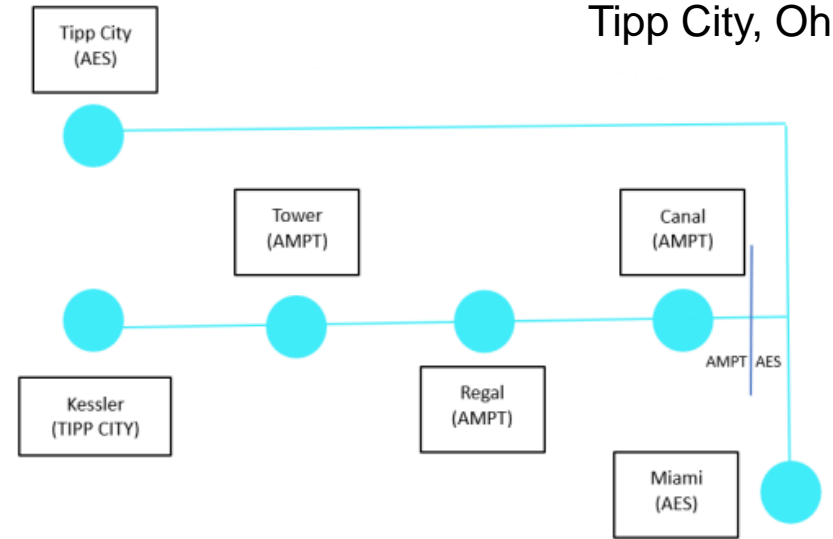 Tipp City, Oh
Tipp City
(AES)
Tower
(AMPT)
Canal
(AMPT)
AMPT
AES
Kessler
(TIPP CITY)
Regal
(AMPT)
Miami
(AES)